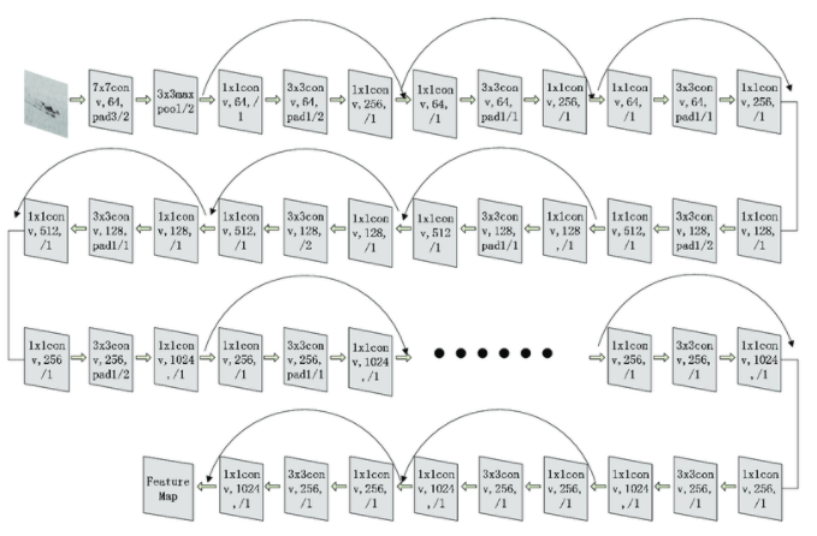 7x7con
v,64,
pad3/2
3x3max
pool/2
1x1con
v,64,/
1
3x3con
v,64,
pad1/2
1x1con
v,256,
/1
1x1con
v,64,
/1
3x3con
v,64,
pad1/1
1x1con
v,256,
/1
1x1con
v,64,
/1
3x3con
v,64,
pad1/1
1x1con
v,256,
/1
1x1con
v,512,
/1
3x3con
v,128,
pad1/1
1x1con
v,128,
/1
1x1con
v,512,
/1
3x3con
v,128,
/2
1x1con
v,128,
/1
1x1con
v,512
/1
3x3con
v,128,
pad1/1
1x1con
v,128
,/1
1x1con
v,512,
/1
3x3con
v,128,
pad1/2
1x1con
v,128,
/1
1x1con
v,256
/1
3x3con
v,256,
pad1/2
1x1con
v,1024
,/1
1x1con
v,256,
/1
3x3con
v,256,
pad1/1
1x1con
v,1024
,/1
1x1con
v,256,
/1
3x3con
v,256,
/1
1x1con
v,1024
,/1
Feature
Map
1x1con
v,1024
,/1
3x3con
v,256,
/1
1x1con
v,256,
/1
1x1con
v,1024
,/1
3x3con
v,256,
/1
1x1con
v,256,
/1
1x1con
v,1024
,/1
3x3con
v,256,
/1
1x1con
v,256,
/1